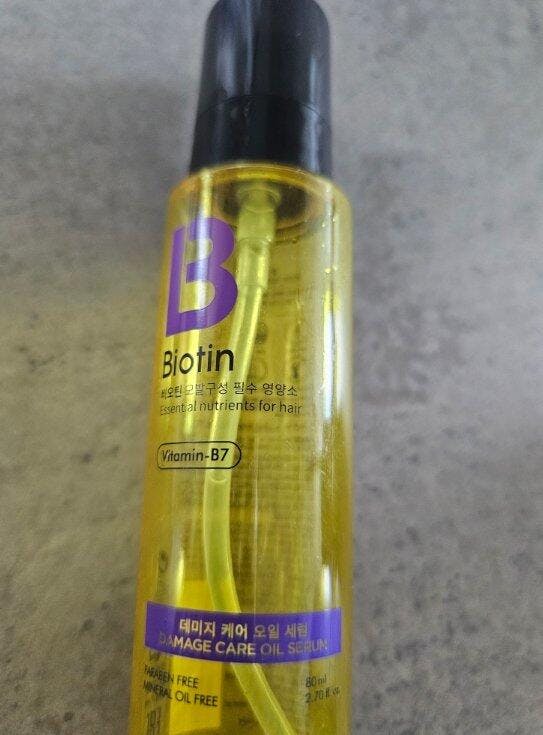 B
Biotin
비오틴 모발구성 필수 영양소
Essential nutrients for hair
Vitamin-B7
데미지 케어 오일 세럼
DAMAGE CARE OIL SERUM
PARABEN FREE
MINERAL OIL FREE
80 ml
2.70 fl. oz.